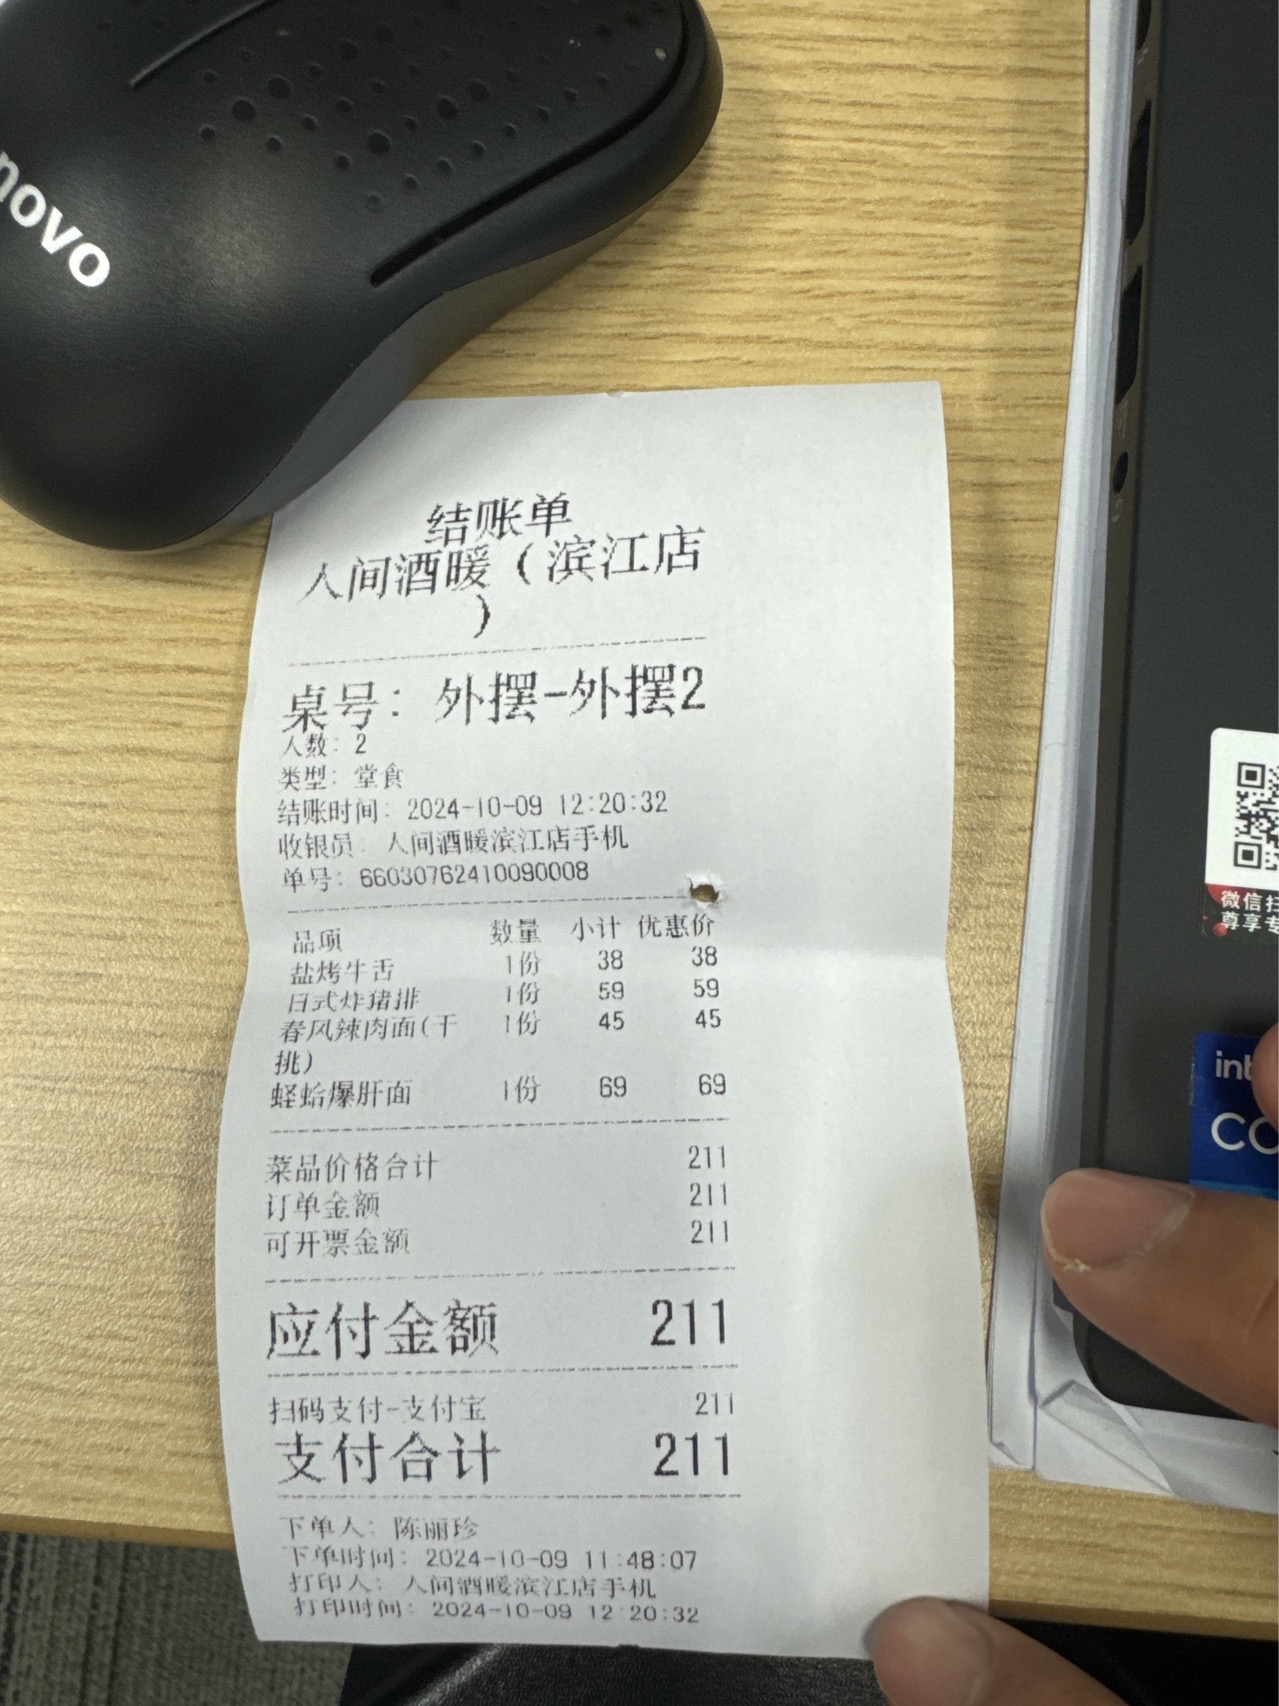 novo
结账单
人间酒暖（滨江店
）
桌号：外摆-外摆2
人数：2
类型：堂食
结账时间：2024-10-09 12:20:32
收银员：人间酒暖滨江店手机
单号：66030762410090008
品项 数量 小计 优惠价
盐烤牛舌 1份 38 38
日式炸猪排 1份 59 59
春风辣肉面(干 1份 45 45
挑)
蛏蛤爆肝面 1份 69 69
菜品价格合计 211
订单金额 211
可开票金额 211
应付金额 211
扫码支付-支付宝 211
支付合计 211
下单人：陈丽珍
下单时间：2024-10-09 11:48:07
打印人：人间酒暖滨江店手机
打印时间：2024-10-09 12:20:32
微信扫
尊享专
int
CO